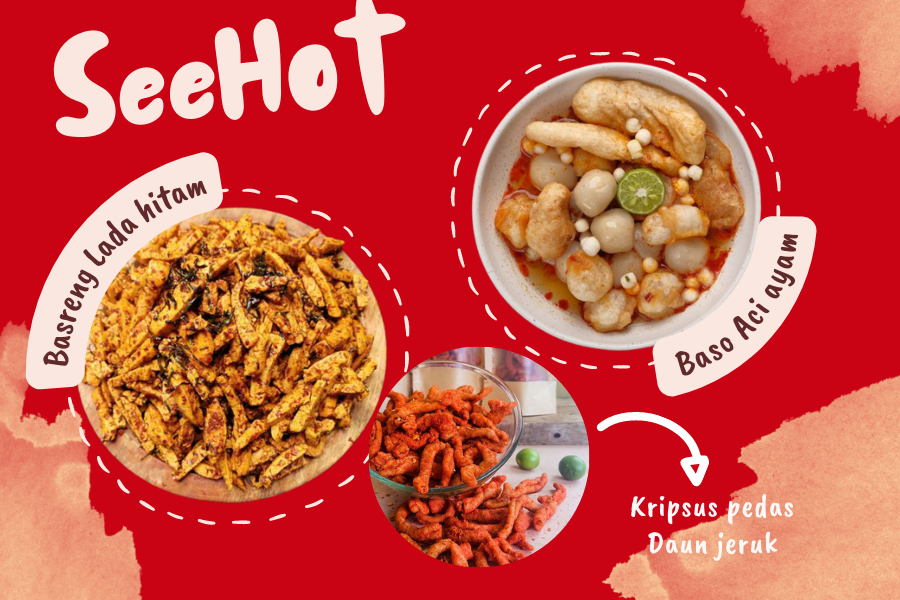 SeeHot
Basreng Lada hitam
Baso Aci ayam
Kripsus pedas
Daun jeruk